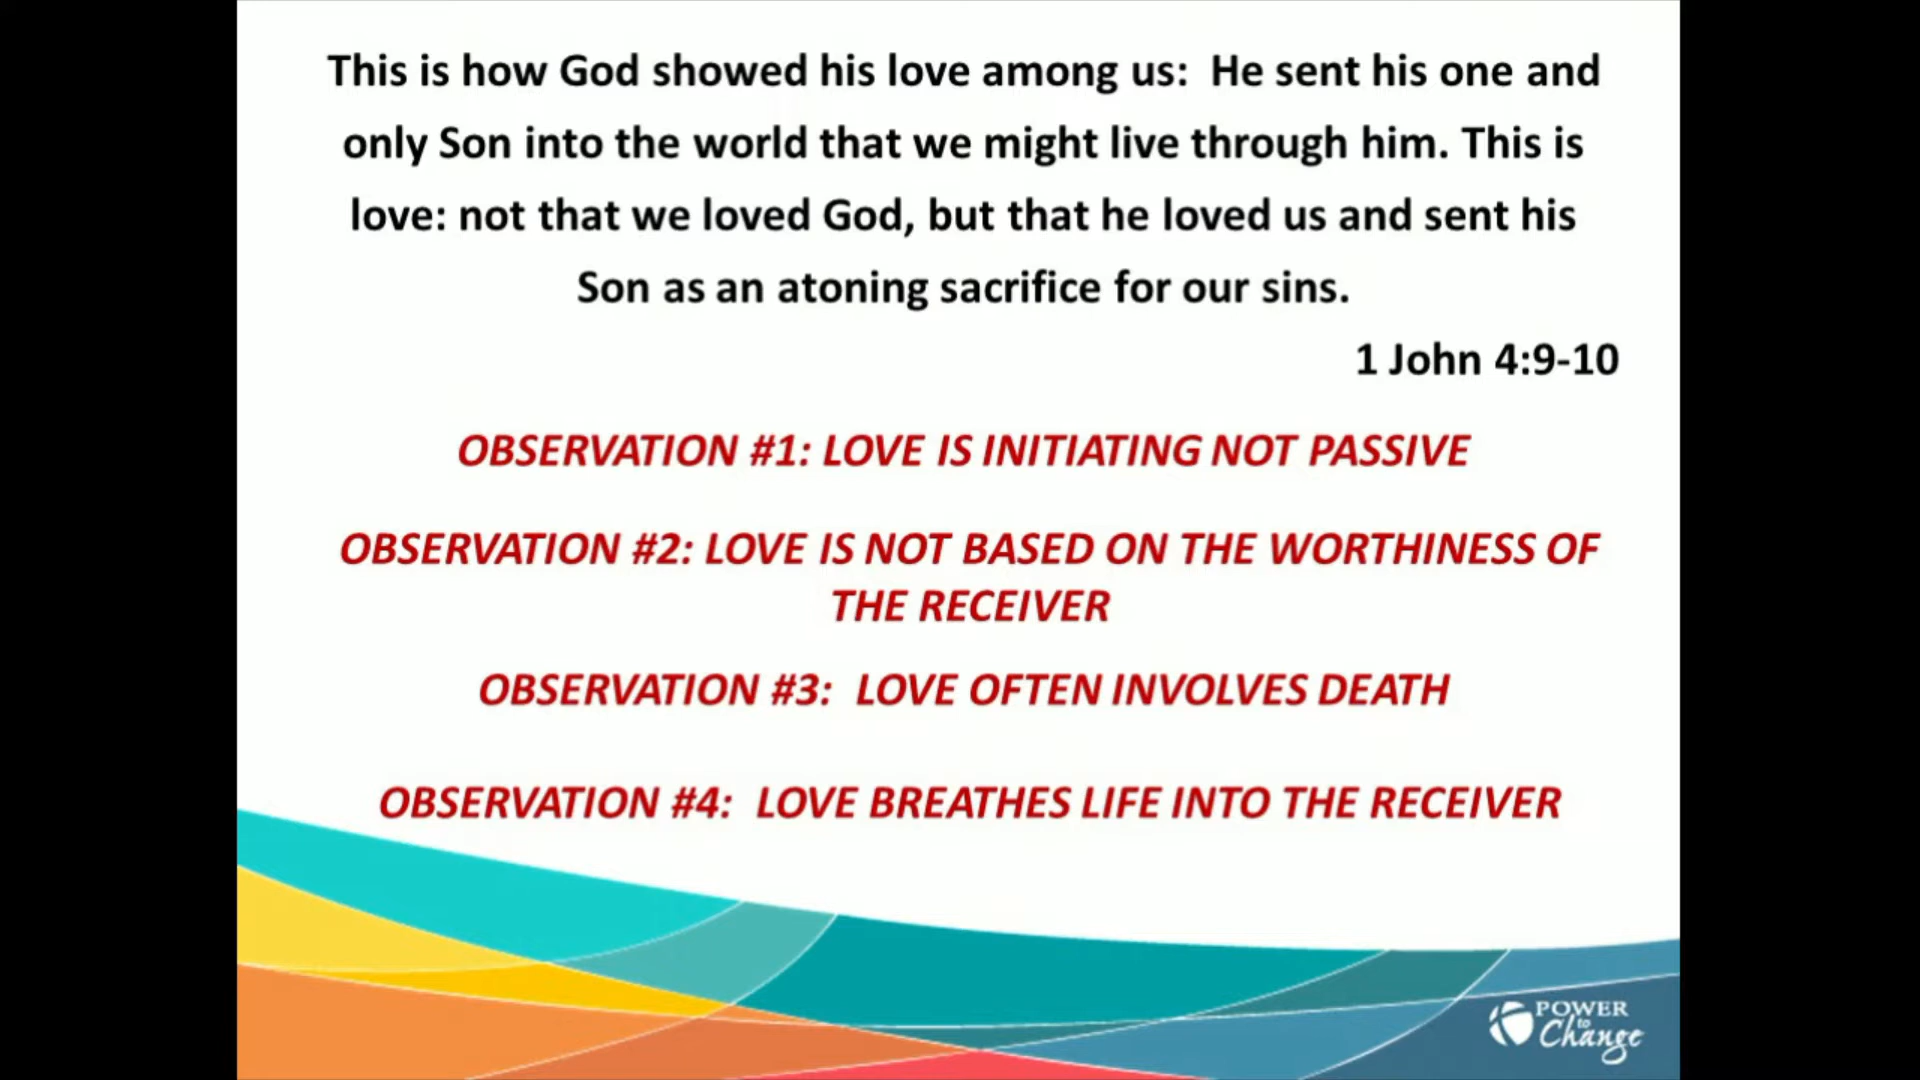 This is how God showed his love among us:  He sent his one and
only Son into the world that we might live through him. This is
love: not that we loved God, but that he loved us and sent his
Son as an atoning sacrifice for our sins.
1 John 4:9-10
OBSERVATION #1: LOVE IS INITIATING NOT PASSIVE
OBSERVATION #2: LOVE IS NOT BASED ON THE WORTHINESS OF
THE RECEIVER
OBSERVATION #3:  LOVE OFTEN INVOLVES DEATH
OBSERVATION #4:  LOVE BREATHES LIFE INTO THE RECEIVER
POWER
to
Change